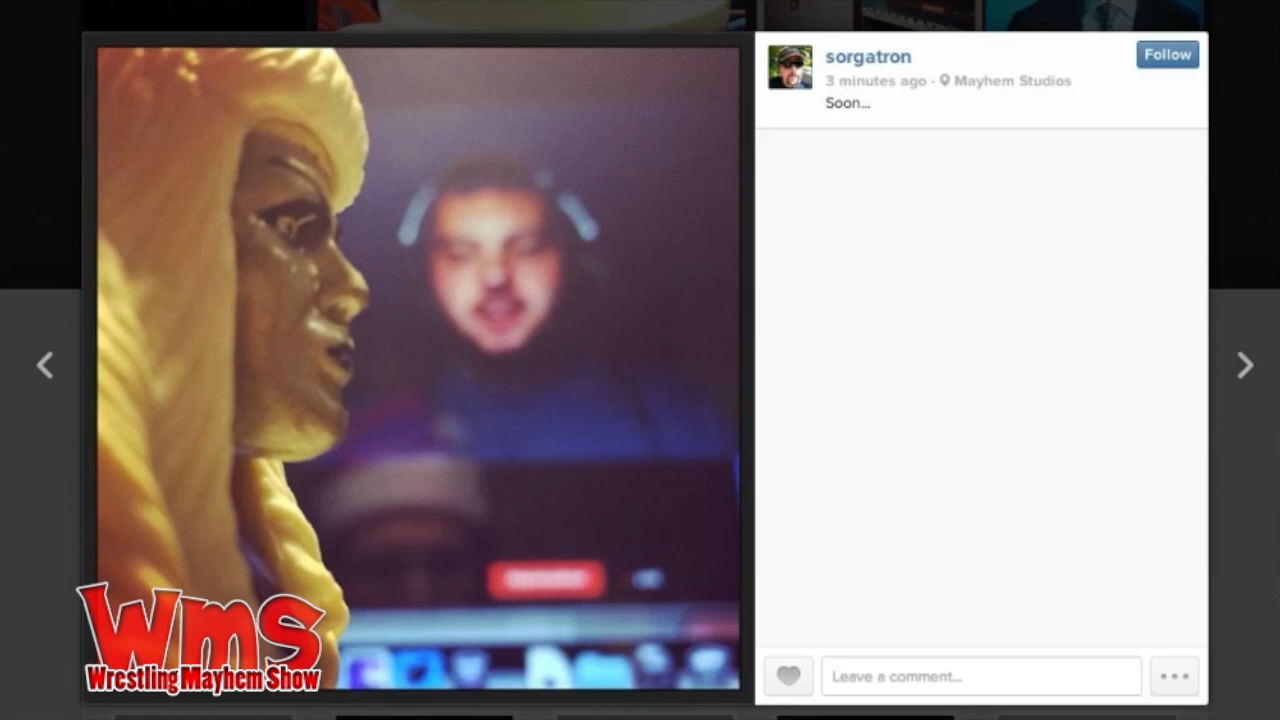 sorgatron
Follow
3 minutes ago · Mayhem Studios
Soon...
Leave a comment...
Wms
Wrestling Mayhem Show